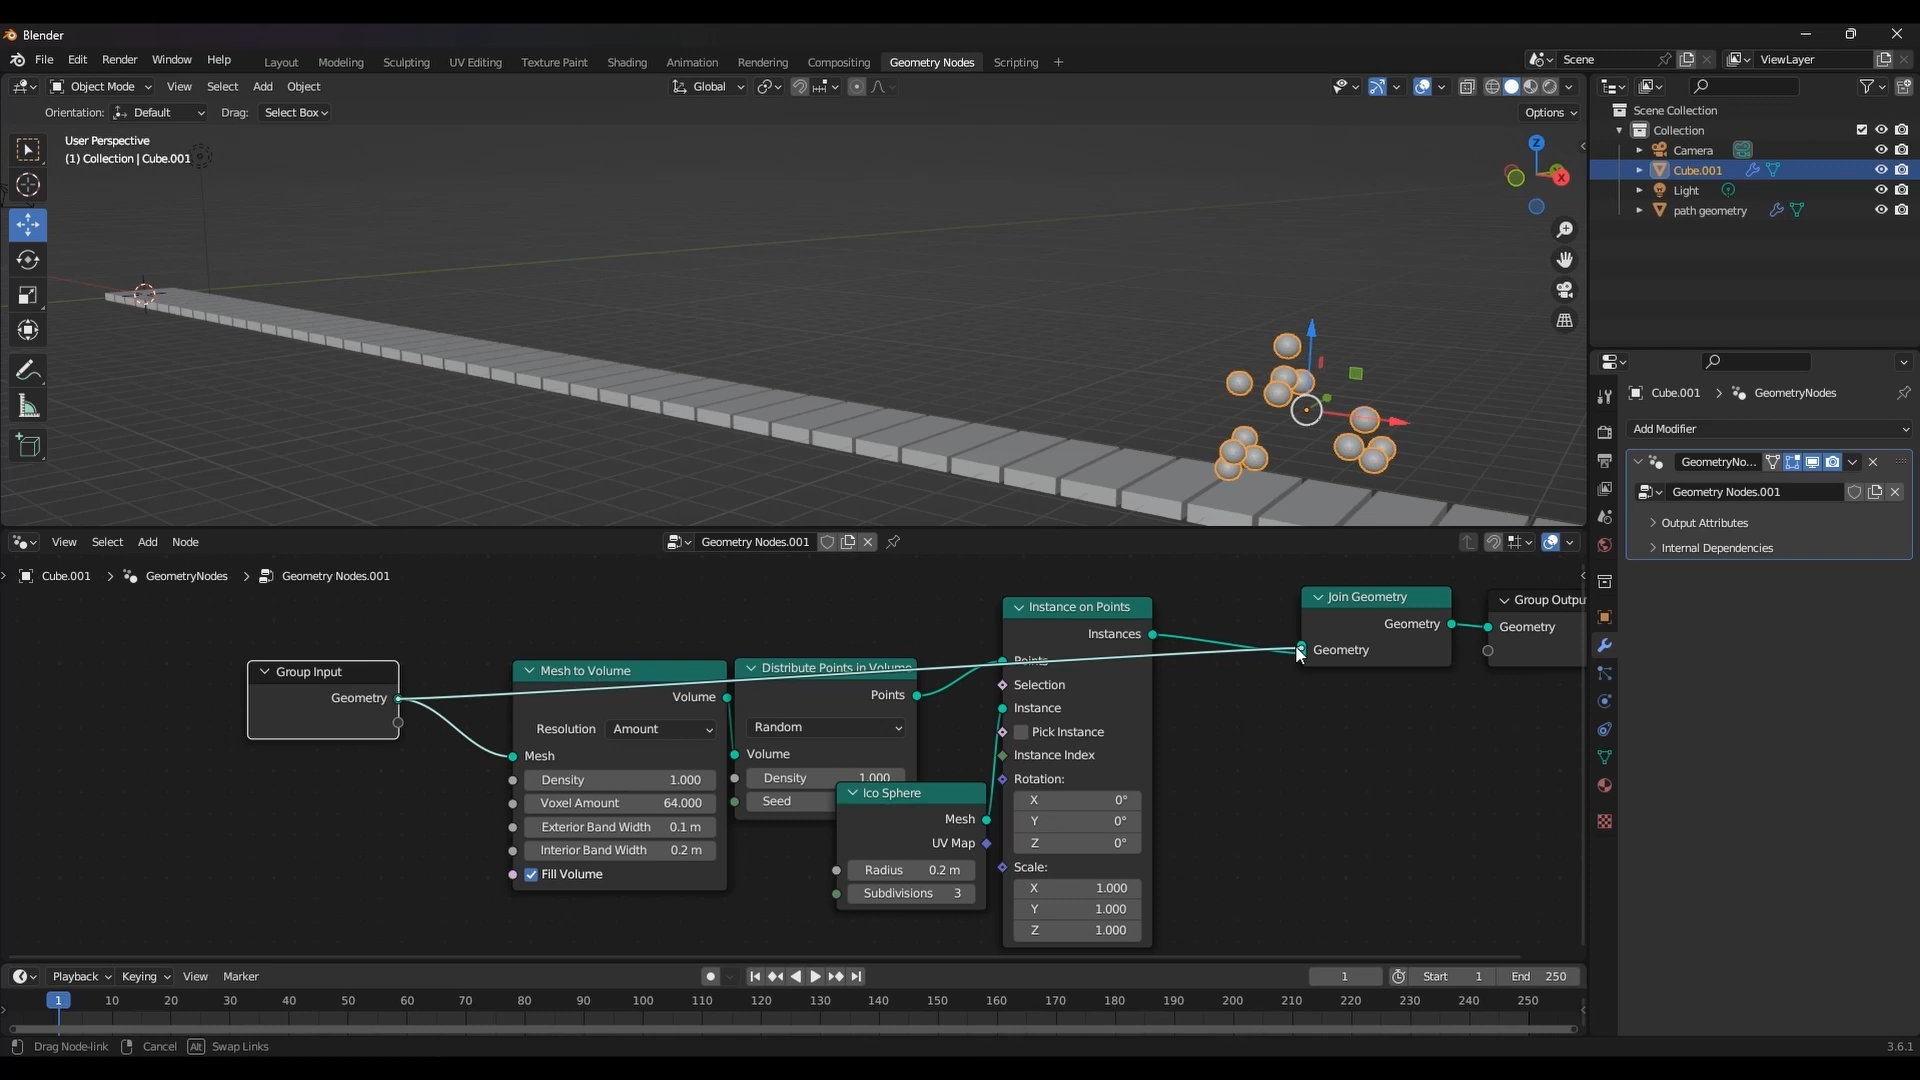 Blender
File Edit Render Window Help Layout Modeling Sculpting UV Editing Texture Paint Shading Animation Rendering Compositing Geometry Nodes Scripting + Scene ViewLayer
Object Mode View Select Add Object Global
Orientation: Default Drag: Select Box Options
User Perspective
(1) Collection | Cube.001
Z
X
Scene Collection
Collection
Camera
Cube.001
Light
path geometry
Cube.001 > GeometryNodes
Add Modifier
GeometryNo...
Geometry Nodes.001
Output Attributes
Internal Dependencies
View Select Add Node Geometry Nodes.001
Cube.001 > GeometryNodes > Geometry Nodes.001
Group Input
Geometry
Mesh to Volume
Volume
Resolution Amount
Mesh
Density 1.000
Voxel Amount 64.000
Exterior Band Width 0.1 m
Interior Band Width 0.2 m
Fill Volume
Distribute Points in Volume
Points
Random
Volume
Density 1.000
Seed
Ico Sphere
Mesh
UV Map
Radius 0.2 m
Subdivisions 3
Instance on Points
Instances
Points
Selection
Instance
Pick Instance
Instance Index
Rotation:
X 0°
Y 0°
Z 0°
Scale:
X 1.000
Y 1.000
Z 1.000
Join Geometry
Geometry
Geometry
Group Outpu
Geometry
Playback Keying View Marker 1 Start 1 End 250
1 10 20 30 40 50 60 70 80 90 100 110 120 130 140 150 160 170 180 190 200 210 220 230 240 250
Drag Node-link Cancel Alt Swap Links 3.6.1